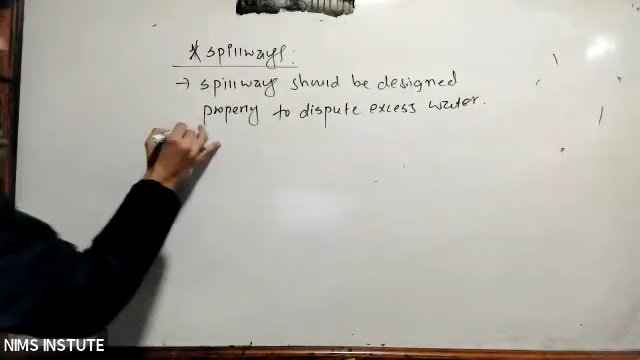 * Spillways:
→ spillways should be designed
properly to dispute excess water.
NIMS INSTUTE